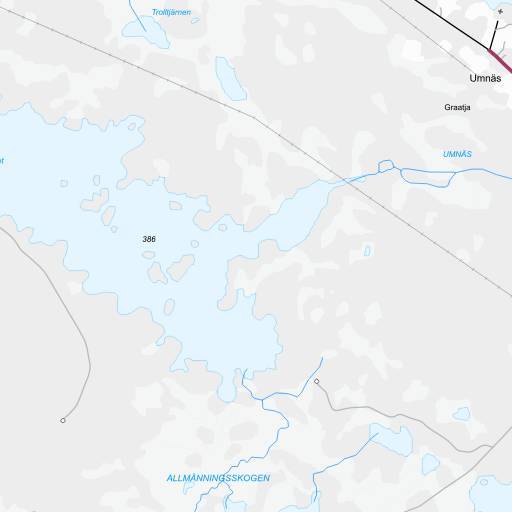 Trolltjärnen
Umnäs
Graatja
UMNÄS
386
ALLMÄNNINGSSKOGEN